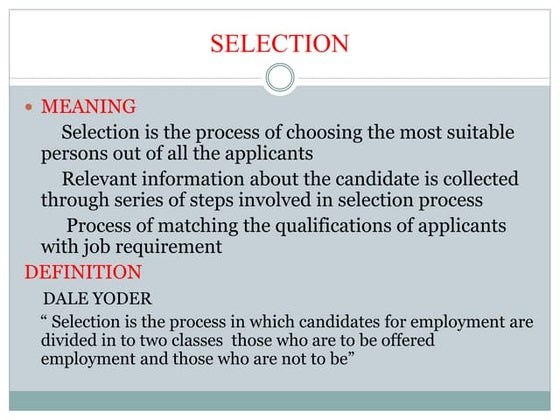 SELECTION
• MEANING
Selection is the process of choosing the most suitable
persons out of all the applicants
Relevant information about the candidate is collected
through series of steps involved in selection process
Process of matching the qualifications of applicants
with job requirement
DEFINITION
DALE YODER
“ Selection is the process in which candidates for employment are
divided in to two classes those who are to be offered
employment and those who are not to be”